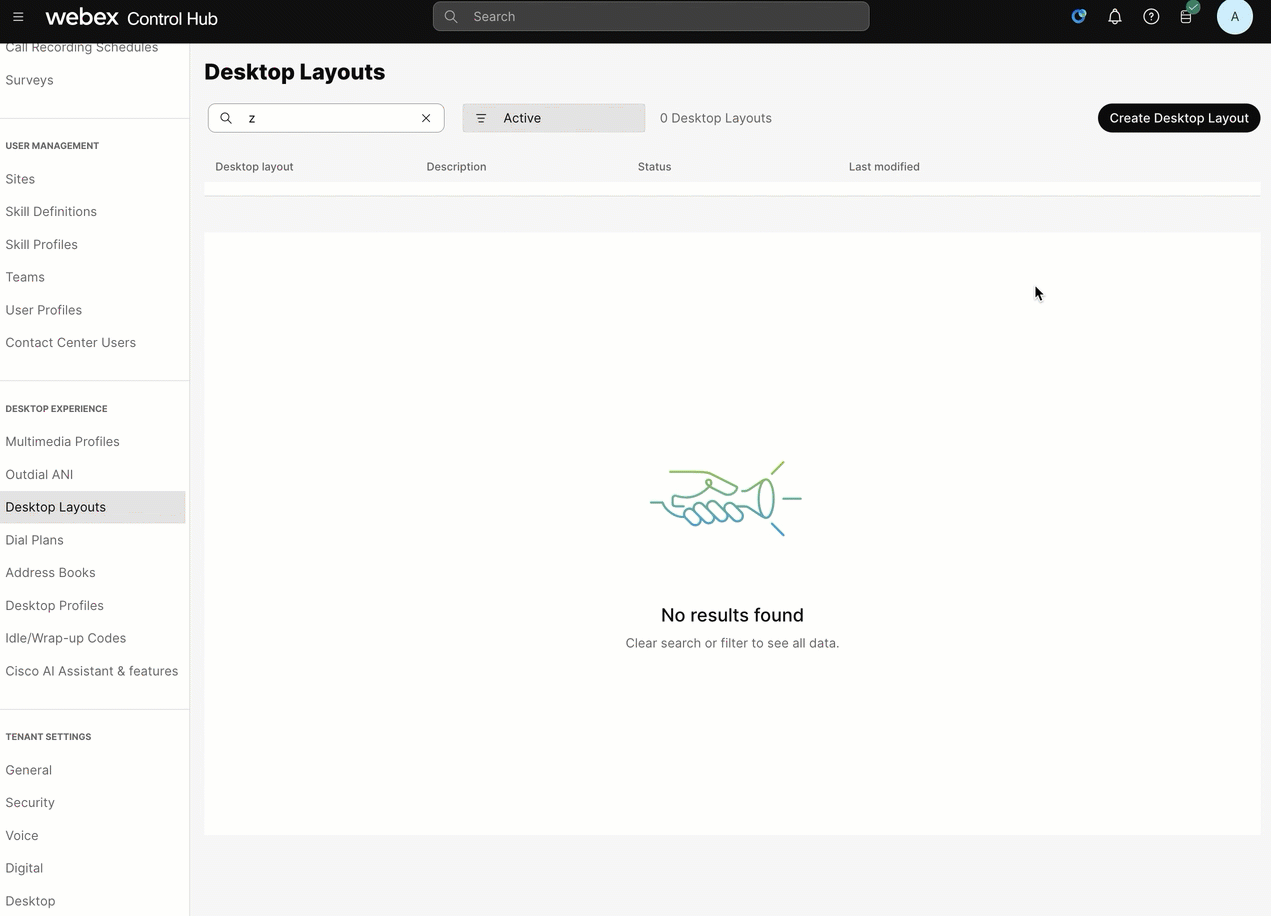 webex Control Hub
Search
A
Call Recording Schedules
Surveys
USER MANAGEMENT
Sites
Skill Definitions
Skill Profiles
Teams
User Profiles
Contact Center Users
DESKTOP EXPERIENCE
Multimedia Profiles
Outdial ANI
Desktop Layouts
Dial Plans
Address Books
Desktop Profiles
Idle/Wrap-up Codes
Cisco AI Assistant & features
TENANT SETTINGS
General
Security
Voice
Digital
Desktop
Desktop Layouts
z
Active
0 Desktop Layouts
Create Desktop Layout
Desktop layout Description Status Last modified
No results found
Clear search or filter to see all data.